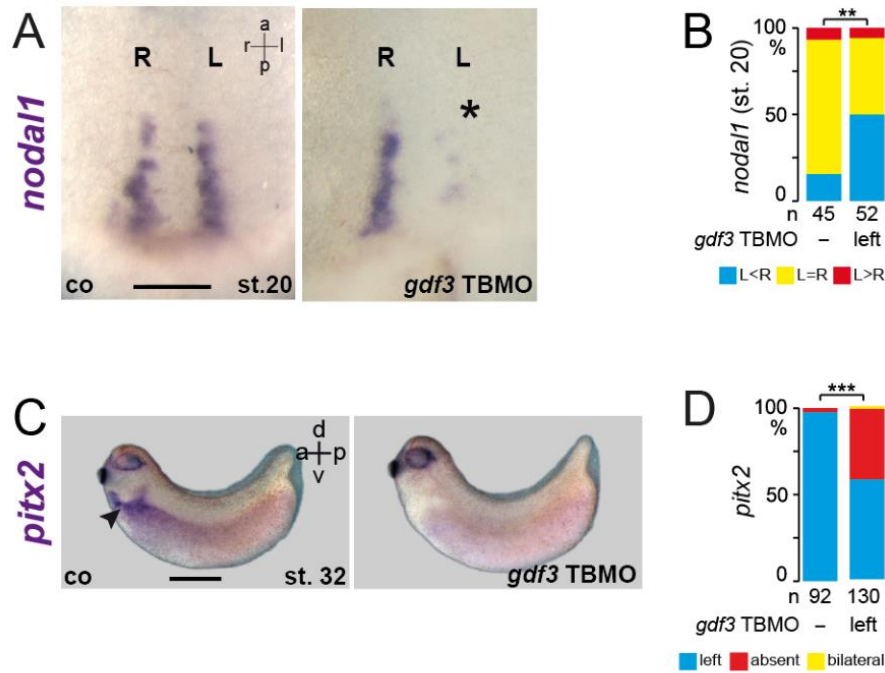 A
nodal1
R L
a
r l
p
co st.20
R L
*
gdf3 TBMO
B
**
100
%
50
0
nodal1 (st. 20)
n 45 52
gdf3 TBMO – left
L<R L=R L>R
C
pitx2
d
a p
v
co st. 32
gdf3 TBMO
D
***
100
%
50
0
pitx2
n 92 130
gdf3 TBMO – left
left absent bilateral